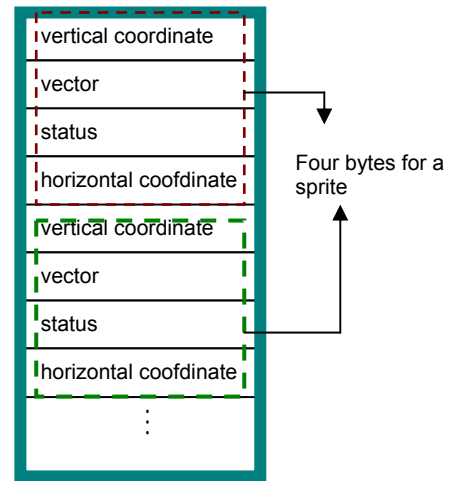 vertical coordinate
vector
status
horizontal coofdinate
vertical coordinate
vector
status
horizontal coofdinate
⋮
Four bytes for a
sprite